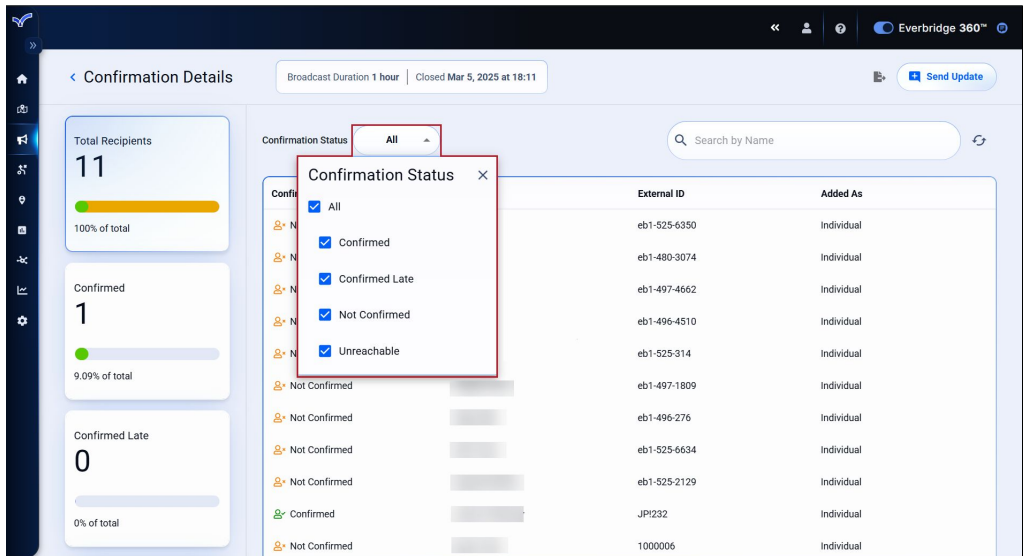 Everbridge 360™
Confirmation Details
Broadcast Duration 1 hour | Closed Mar 5, 2025 at 18:11
Send Update
Total Recipients
11
100% of total
Confirmed
1
9.09% of total
Confirmed Late
0
0% of total
Confirmation Status All
Search by Name
Confirmation Status
All
Confirmed
Confirmed Late
Not Confirmed
Unreachable
External ID Added As
eb1-525-6350 Individual
eb1-480-3074 Individual
eb1-497-4662 Individual
eb1-496-4510 Individual
eb1-525-314 Individual
Not Confirmed eb1-497-1809 Individual
Not Confirmed eb1-496-276 Individual
Not Confirmed eb1-525-6634 Individual
Not Confirmed eb1-525-2129 Individual
Confirmed JP!232 Individual
Not Confirmed 1000006 Individual